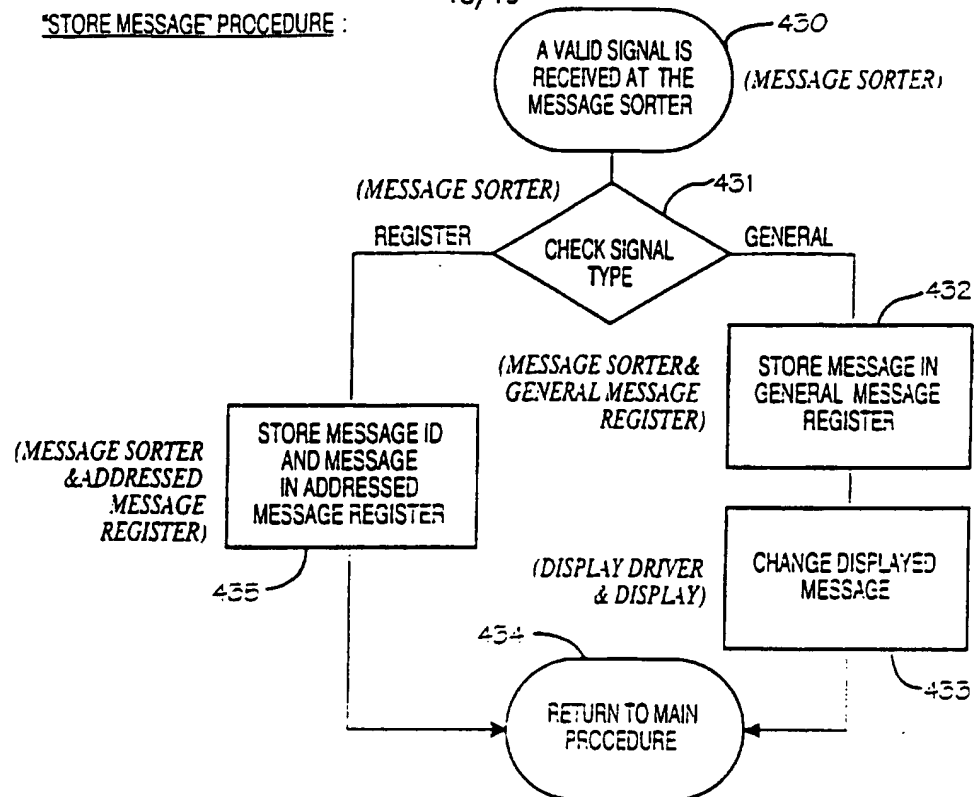 "STORE MESSAGE" PROCEDURE :
430
A VALID SIGNAL IS
RECEIVED AT THE
MESSAGE SORTER
(MESSAGE SORTER)
(MESSAGE SORTER)
431
REGISTER
CHECK SIGNAL
TYPE
GENERAL
432
(MESSAGE SORTER&
GENERAL MESSAGE
REGISTER)
STORE MESSAGE IN
GENERAL MESSAGE
REGISTER
(MESSAGE SORTER
&ADDRESSED
MESSAGE
REGISTER)
STORE MESSAGE ID
AND MESSAGE
IN ADDRESSED
MESSAGE REGISTER
435
(DISPLAY DRIVER
& DISPLAY)
CHANGE DISPLAYED
MESSAGE
433
434
RETURN TO MAIN
PROCEDURE